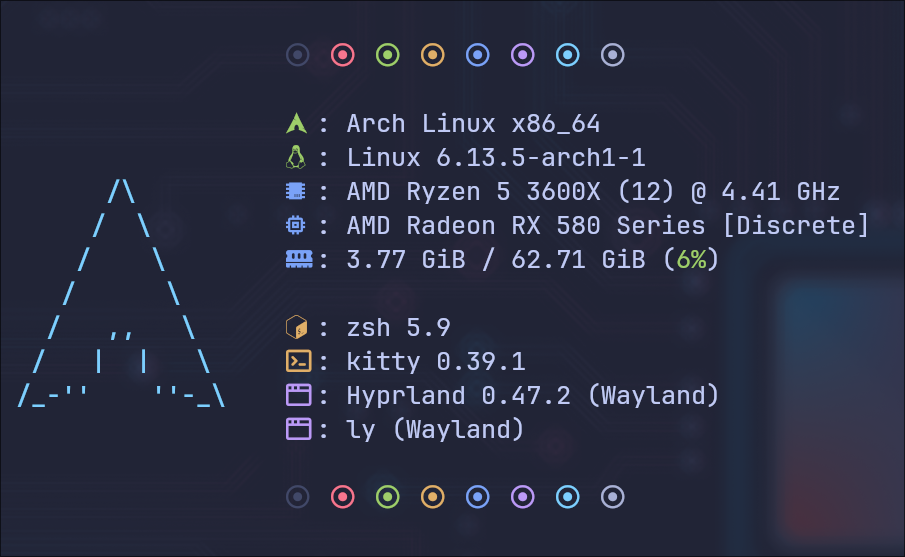 : Arch Linux x86_64
: Linux 6.13.5-arch1-1
: AMD Ryzen 5 3600X (12) @ 4.41 GHz
: AMD Radeon RX 580 Series [Discrete]
: 3.77 GiB / 62.71 GiB (6%)
: zsh 5.9
: kitty 0.39.1
: Hyprland 0.47.2 (Wayland)
: ly (Wayland)